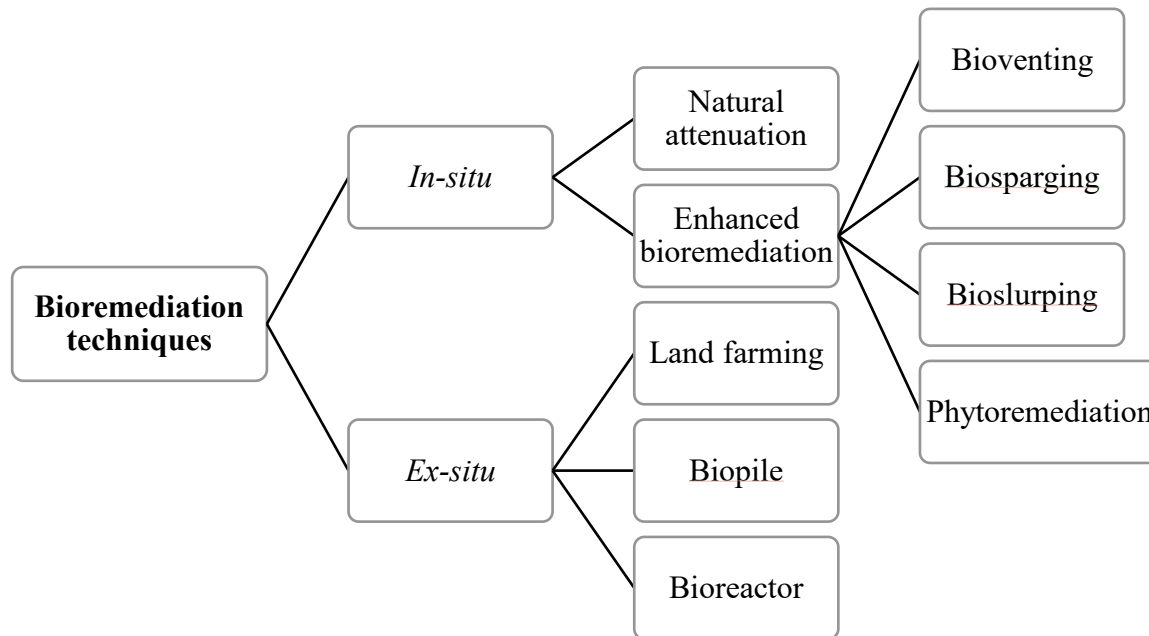 Bioremediation
techniques
In-situ
Natural
attenuation
Enhanced
bioremediation
Bioventing
Biosparging
Bioslurping
Phytoremediation
Ex-situ
Land farming
Biopile
Bioreactor